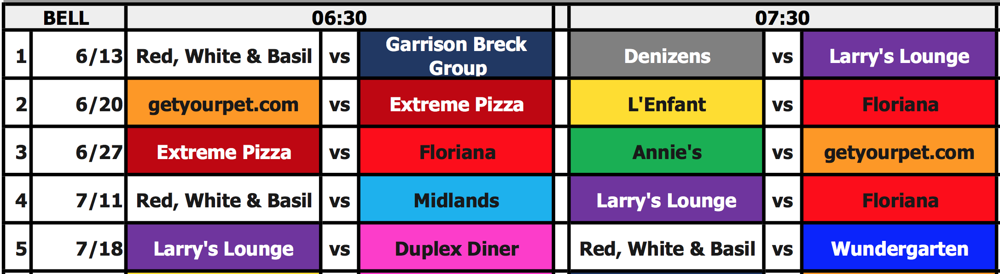 BELL 06:30 07:30
1 6/13 Red, White & Basil vs Garrison Breck Group Denizens vs Larry's Lounge
2 6/20 getyourpet.com vs Extreme Pizza L'Enfant vs Floriana
3 6/27 Extreme Pizza vs Floriana Annie's vs getyourpet.com
4 7/11 Red, White & Basil vs Midlands Larry's Lounge vs Floriana
5 7/18 Larry's Lounge vs Duplex Diner Red, White & Basil vs Wundergarten